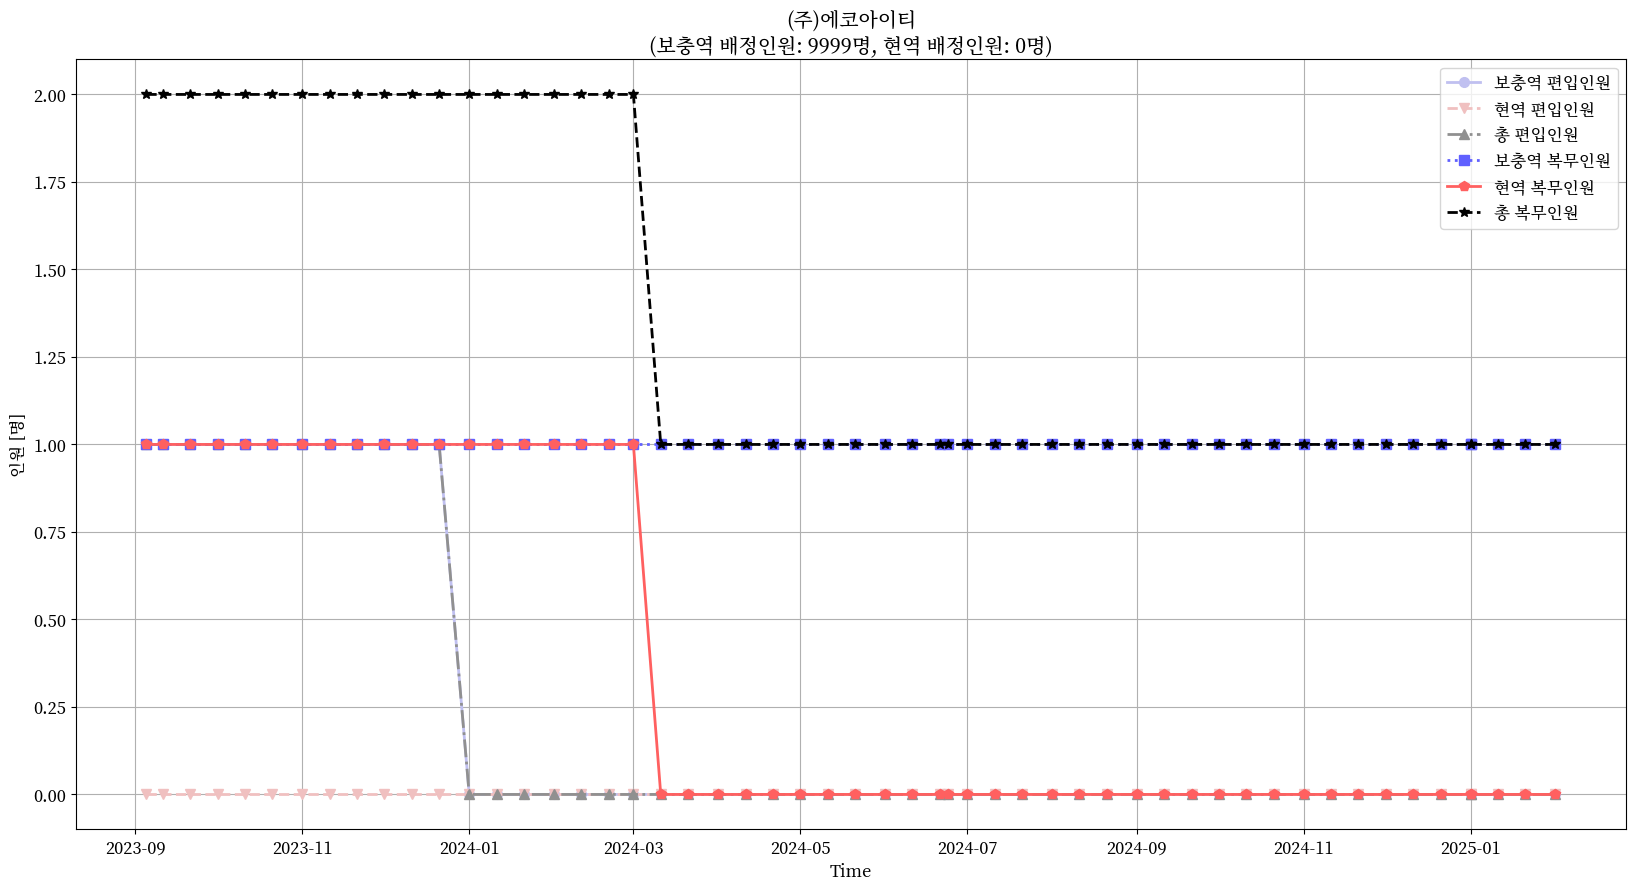 (주)에코아이티
(보충역 배정인원: 9999명, 현역 배정인원: 0명)
보충역 편입인원
현역 편입인원
총 편입인원
보충역 복무인원
현역 복무인원
총 복무인원
인원 [명]
2.00
1.75
1.50
1.25
1.00
0.75
0.50
0.25
0.00
2023-09 2023-11 2024-01 2024-03 2024-05 2024-07 2024-09 2024-11 2025-01
Time